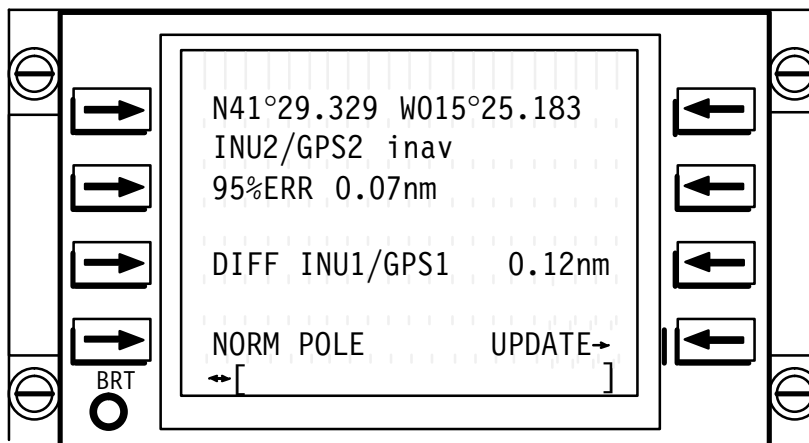 N41°29.329 W015°25.183
INU2/GPS2 inav
95%ERR 0.07nm
DIFF INU1/GPS1 0.12nm
NORM POLE UPDATE→
↔[ ]
BRT